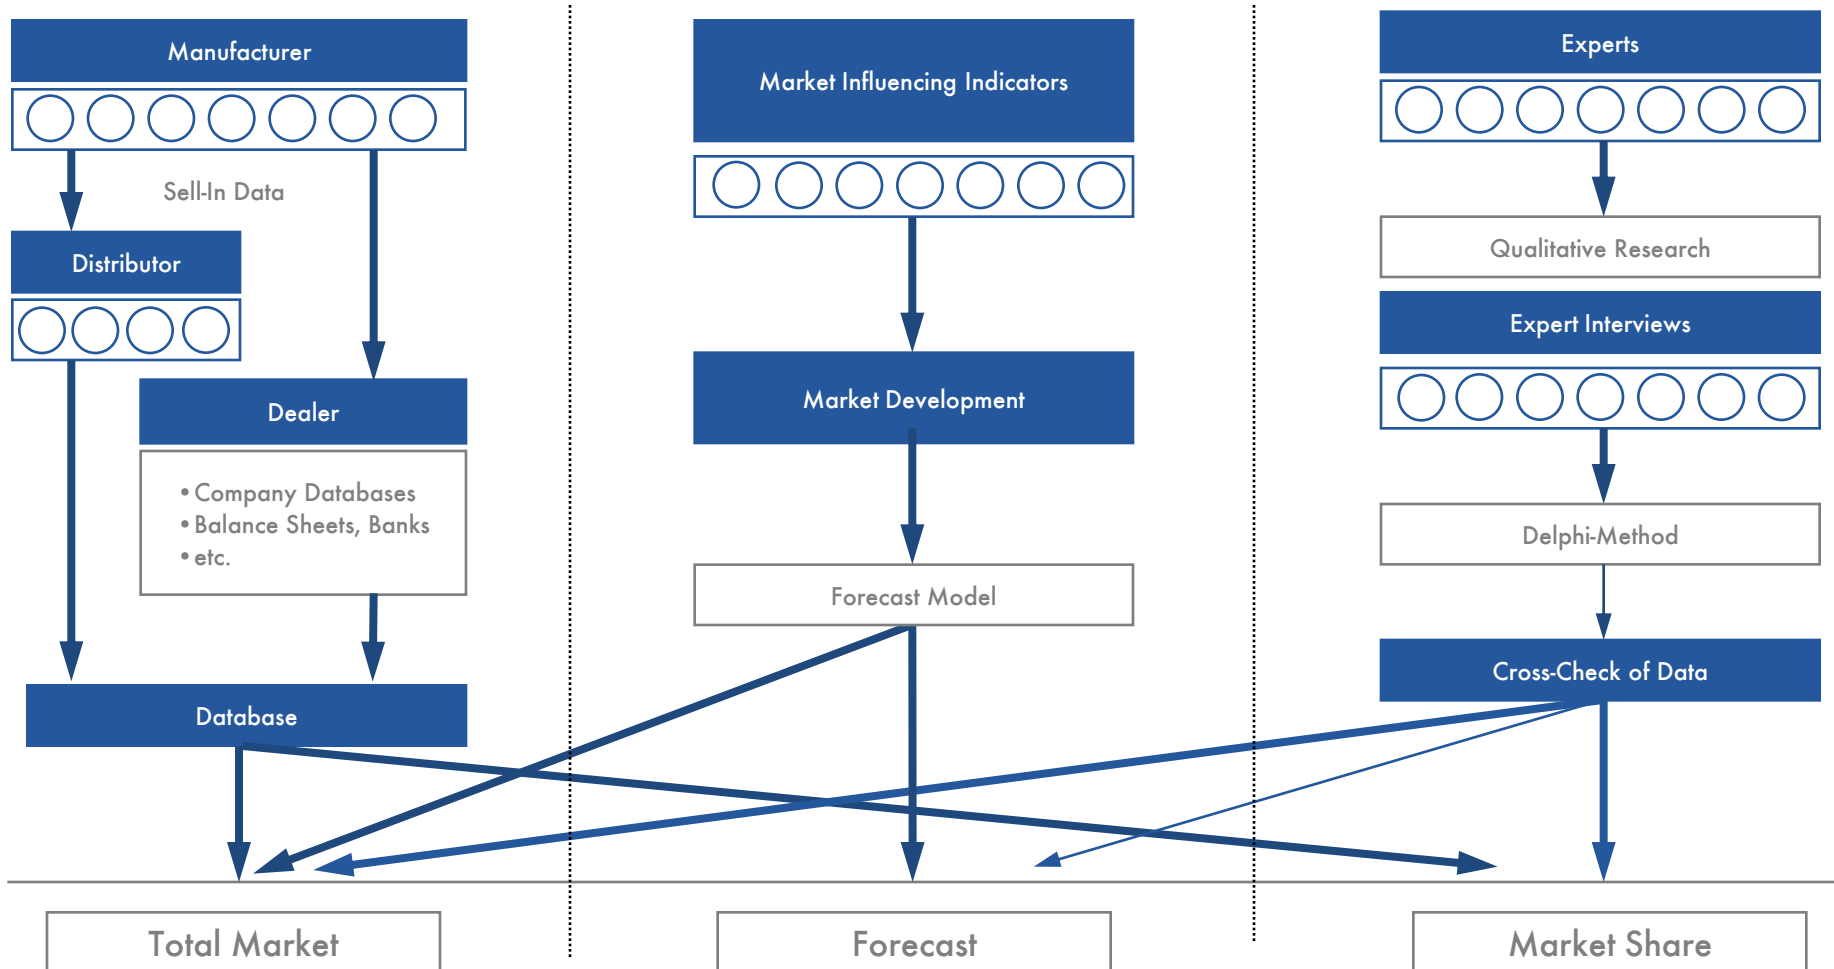 Manufacturer
Sell-In Data
Distributor
Dealer
•Company Databases
•Balance Sheets, Banks
•etc.
Database
Total Market
Market Influencing Indicators
Market Development
Forecast Model
Forecast
Experts
Qualitative Research
Expert Interviews
Delphi-Method
Cross-Check of Data
Market Share